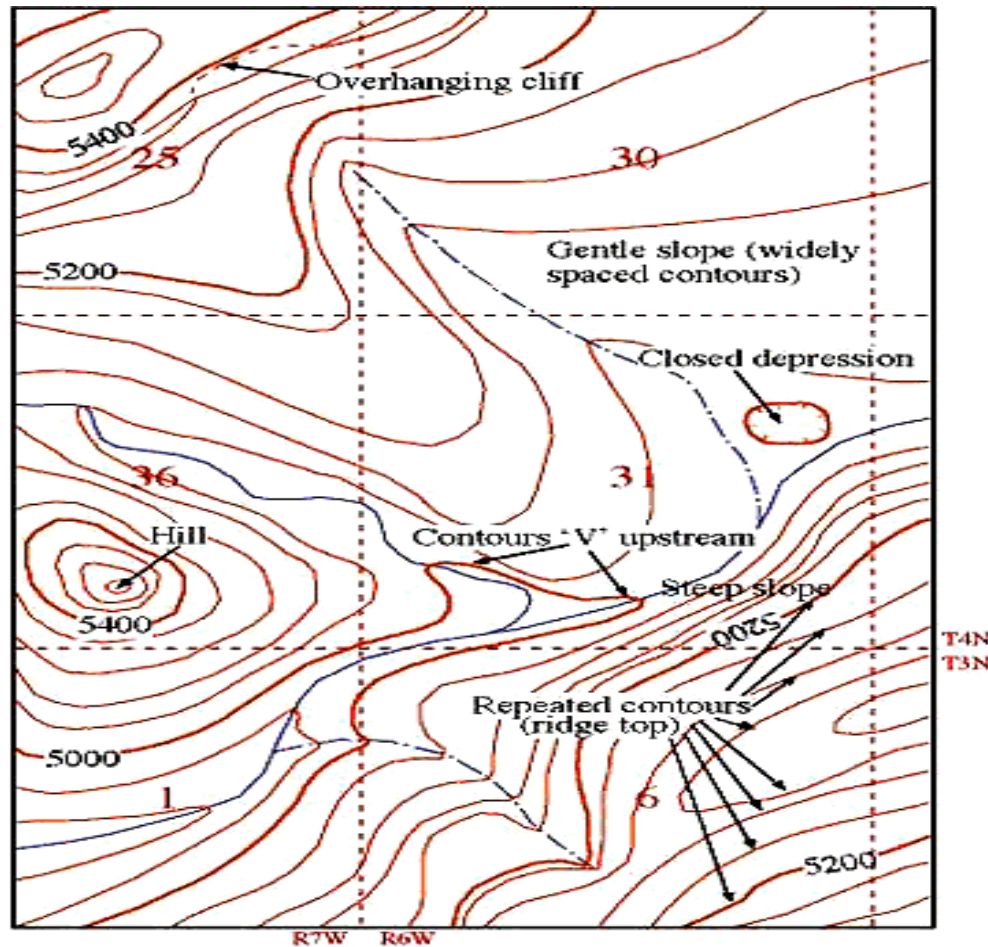 Overhanging cliff
5400
25
30
5200
Gentle slope (widely
spaced contours)
Closed depression
36
31
Hill
Contours "V" upstream
Steep slope
5400
5200
T4N
T3N
Repeated contours
(ridge top)
5000
1
6
5200
R7W R6W